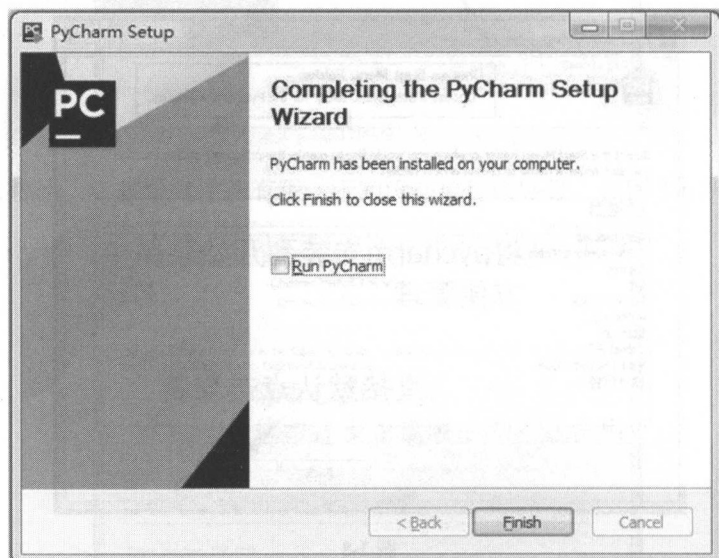 PyCharm Setup
PC
Completing the PyCharm Setup
Wizard
PyCharm has been installed on your computer.
Click Finish to close this wizard.
Run PyCharm
< Back
Finish
Cancel